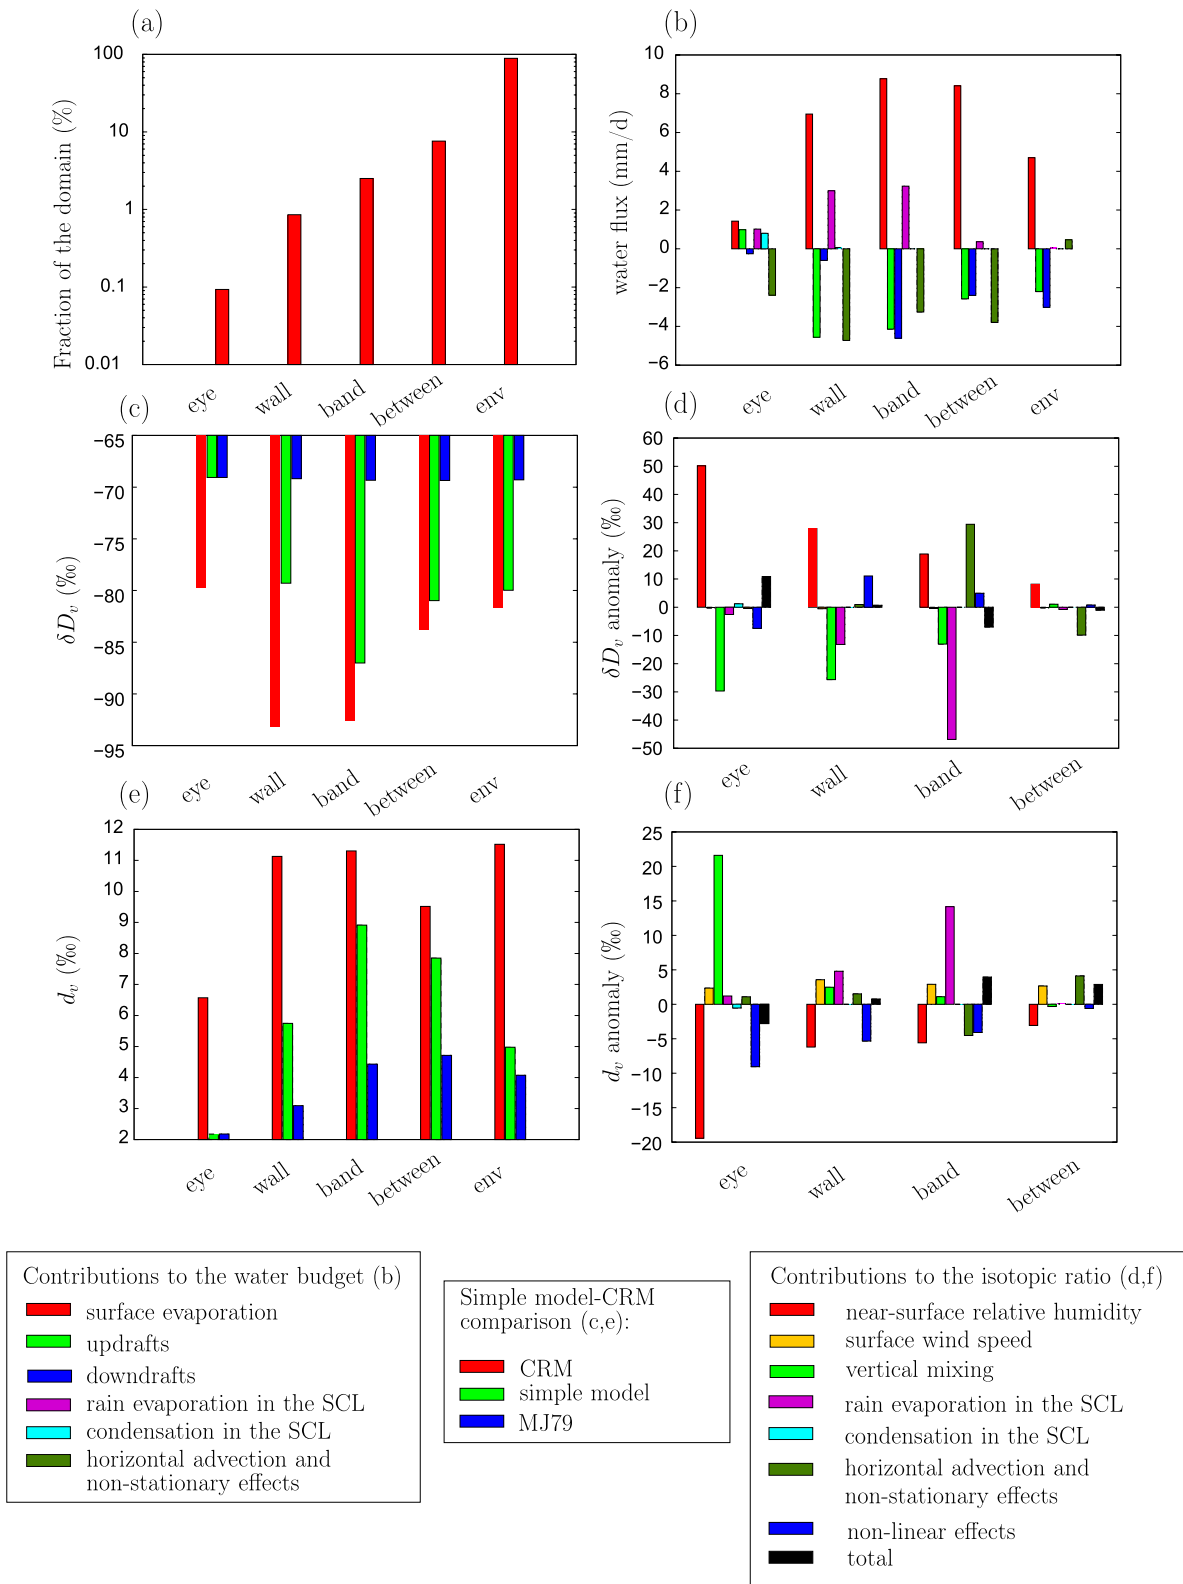 (a)
Fraction of the domain (%)
100
10
1
0.1
0.01
eye
wall
band
between
env
(b)
water flux (mm/d)
10
8
6
4
2
0
−2
−4
−6
eye
wall
band
between
env
(c)
δD_v (‰)
−65
−70
−75
−80
−85
−90
−95
eye
wall
band
between
env
(d)
δD_v anomaly (‰)
60
50
40
30
20
10
0
−10
−20
−30
−40
−50
eye
wall
band
between
(e)
d_v (‰)
12
11
10
9
8
7
6
5
4
3
2
eye
wall
band
between
env
(f)
d_v anomaly (‰)
25
20
15
10
5
0
−5
−10
−15
−20
eye
wall
band
between
Contributions to the water budget (b)
surface evaporation
updrafts
downdrafts
rain evaporation in the SCL
condensation in the SCL
horizontal advection and
non-stationary effects
Simple model-CRM
comparison (c,e):
CRM
simple model
MJ79
Contributions to the isotopic ratio (d,f)
near-surface relative humidity
surface wind speed
vertical mixing
rain evaporation in the SCL
condensation in the SCL
horizontal advection and
non-stationary effects
non-linear effects
total